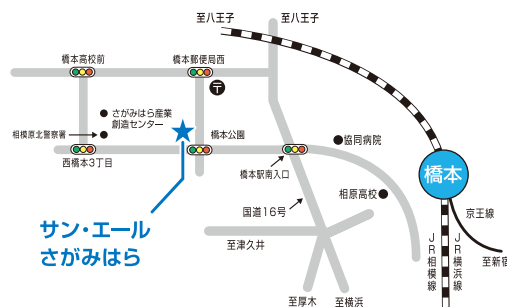 至八王子
至八王子
橋本高校前
橋本郵便局西
〒
さがみはら産業
創造センター
相模原北警察署
橋本公園
西橋本3丁目
協同病院
橋本駅南入口
橋本
相原高校
国道16号
京王線
サン・エール
さがみはら
至津久井
JR相模線
JR横浜線
至新宿
至厚木
至横浜